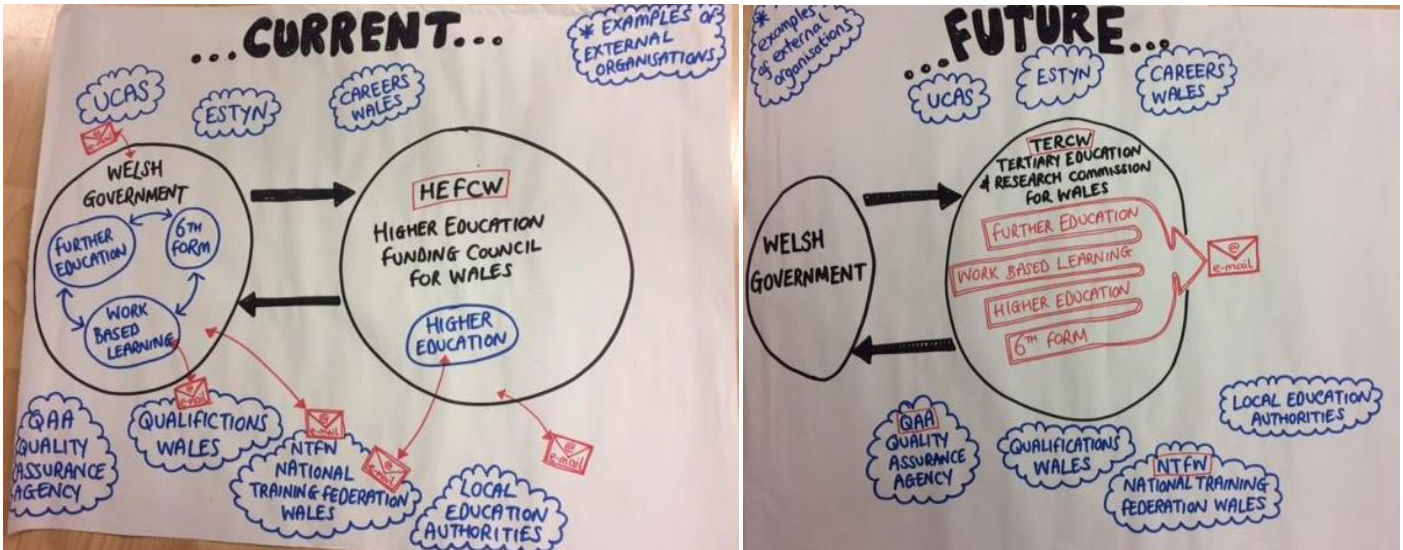 ...CURRENT...
* EXAMPLES OF
EXTERNAL
ORGANISATIONS
UCAS
ESTYN
CAREERS
WALES
WELSH
GOVERNMENT
FURTHER
EDUCATION
6TH
FORM
WORK
BASED
LEARNING
HEFCW
HIGHER EDUCATION
FUNDING COUNCIL
FOR WALES
HIGHER
EDUCATION
@
e-mail
@
e-mail
@
e-mail
@
e-mail
@
e-mail
QAA
QUALITY
ASSURANCE
AGENCY
QUALIFICTIONS
WALES
NTFW
NATIONAL
TRAINING FEDERATION
WALES
LOCAL
EDUCATION
AUTHORITIES
...FUTURE...
*
examples
of external
organisations
UCAS
ESTYN
CAREERS
WALES
WELSH
GOVERNMENT
TERCW
TERTIARY EDUCATION
& RESEARCH COMMISSION
FOR WALES
FURTHER EDUCATION
WORK BASED LEARNING
HIGHER EDUCATION
6TH FORM
@
e-mail
QAA
QUALITY
ASSURANCE
AGENCY
QUALIFICATIONS
WALES
NTFW
NATIONAL TRAINING
FEDERATION WALES
LOCAL EDUCATION
AUTHORITIES